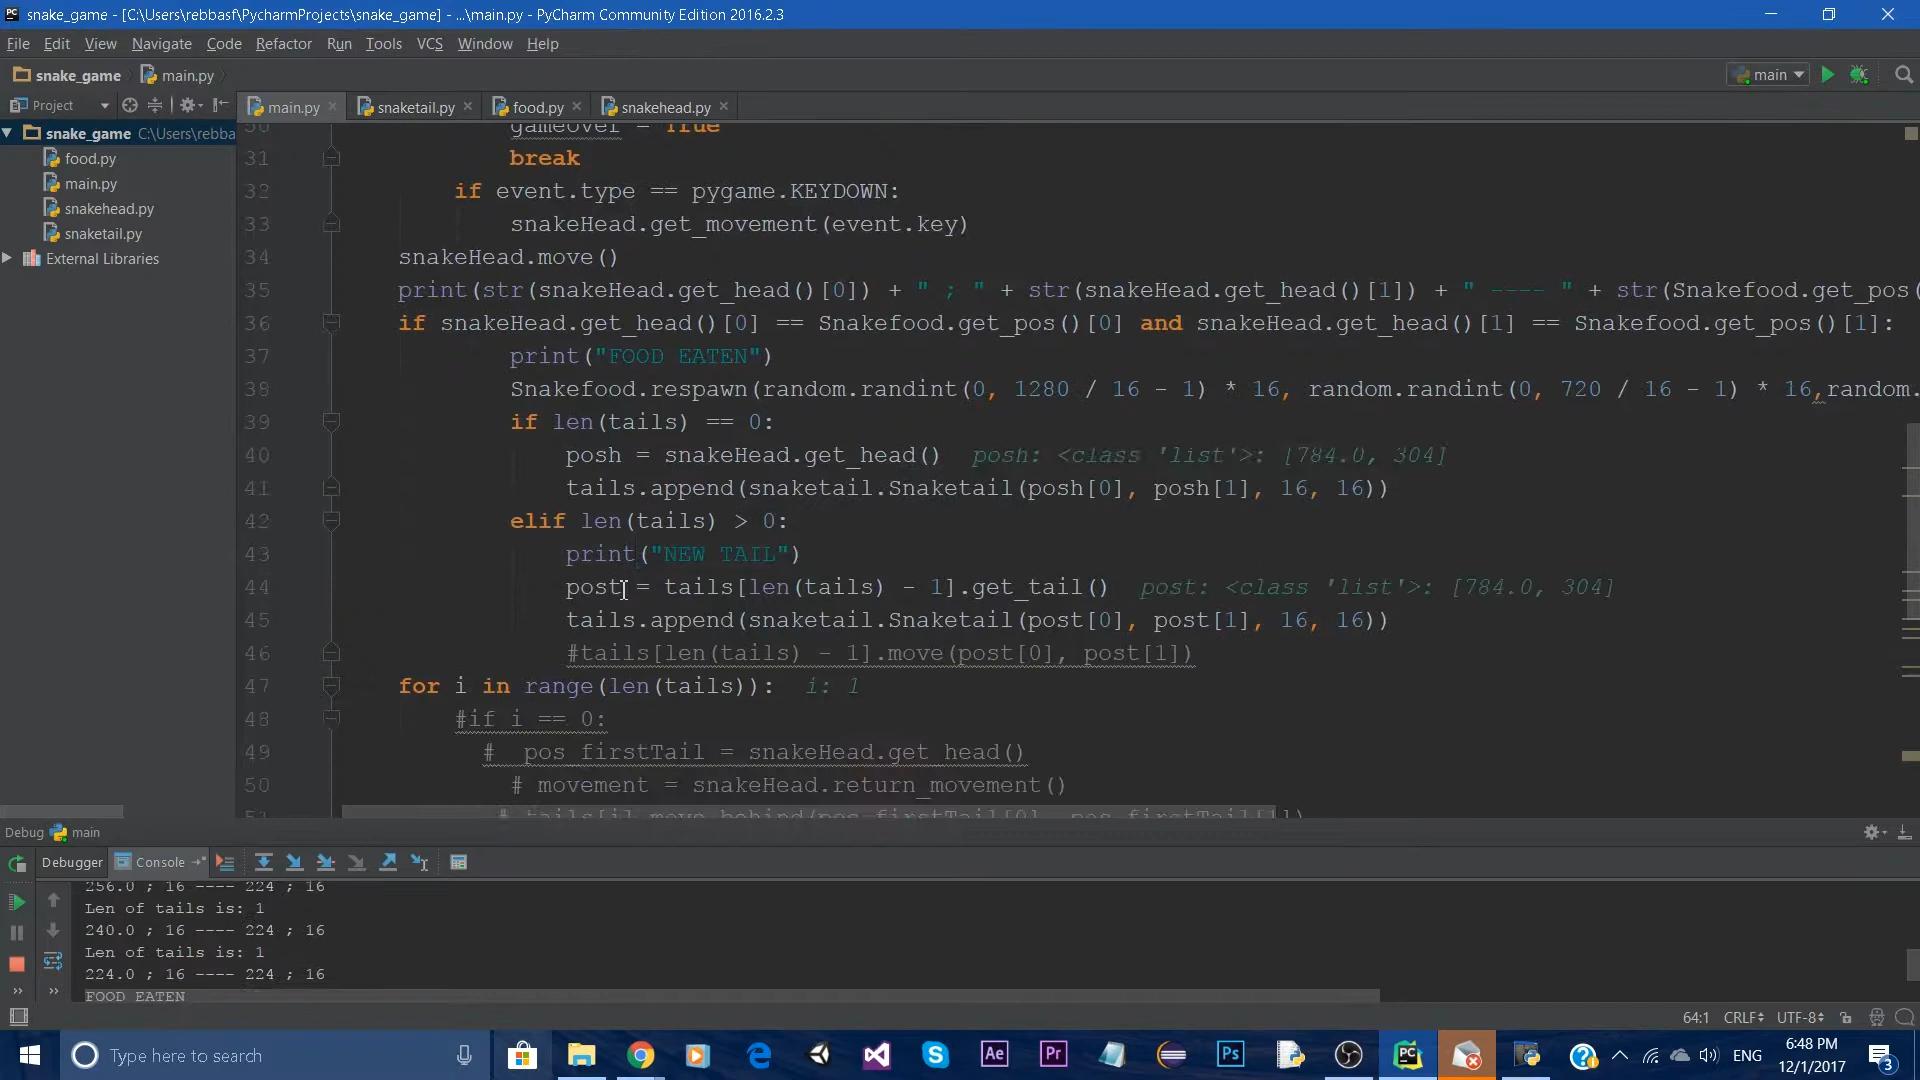 snake_game - [C:\Users\rebbasf\PycharmProjects\snake_game] - ...\main.py - PyCharm Community Edition 2016.2.3
File Edit View Navigate Code Refactor Run Tools VCS Window Help
snake_game main.py
main
Project
main.py snaketail.py food.py snakehead.py
snake_game C:\Users\rebba
food.py
main.py
snakehead.py
snaketail.py
External Libraries
gameover = True
31 break
32 if event.type == pygame.KEYDOWN:
33 snakeHead.get_movement(event.key)
34 snakeHead.move()
35 print(str(snakeHead.get_head()[0]) + " ; " + str(snakeHead.get_head()[1]) + " ---- " + str(Snakefood.get_pos(
36 if snakeHead.get_head()[0] == Snakefood.get_pos()[0] and snakeHead.get_head()[1] == Snakefood.get_pos()[1]:
37 print("FOOD EATEN")
38 Snakefood.respawn(random.randint(0, 1280 / 16 - 1) * 16, random.randint(0, 720 / 16 - 1) * 16,random.
39 if len(tails) == 0:
40 posh = snakeHead.get_head() posh: <class 'list'>: [784.0, 304]
41 tails.append(snaketail.Snaketail(posh[0], posh[1], 16, 16))
42 elif len(tails) > 0:
43 print("NEW TAIL")
44 post = tails[len(tails) - 1].get_tail() post: <class 'list'>: [784.0, 304]
45 tails.append(snaketail.Snaketail(post[0], post[1], 16, 16))
46 #tails[len(tails) - 1].move(post[0], post[1])
47 for i in range(len(tails)): i: 1
48 #if i == 0:
49 # pos_firstTail = snakeHead.get_head()
50 # movement = snakeHead.return_movement()
Debug main
Debugger Console
256.0 ; 16 ---- 224 ; 16
Len of tails is: 1
240.0 ; 16 ---- 224 ; 16
Len of tails is: 1
224.0 ; 16 ---- 224 ; 16
FOOD EATEN
64:1 CRLF UTF-8
Type here to search
Ae Pr Ps PC
ENG
6:48 PM
12/1/2017
3